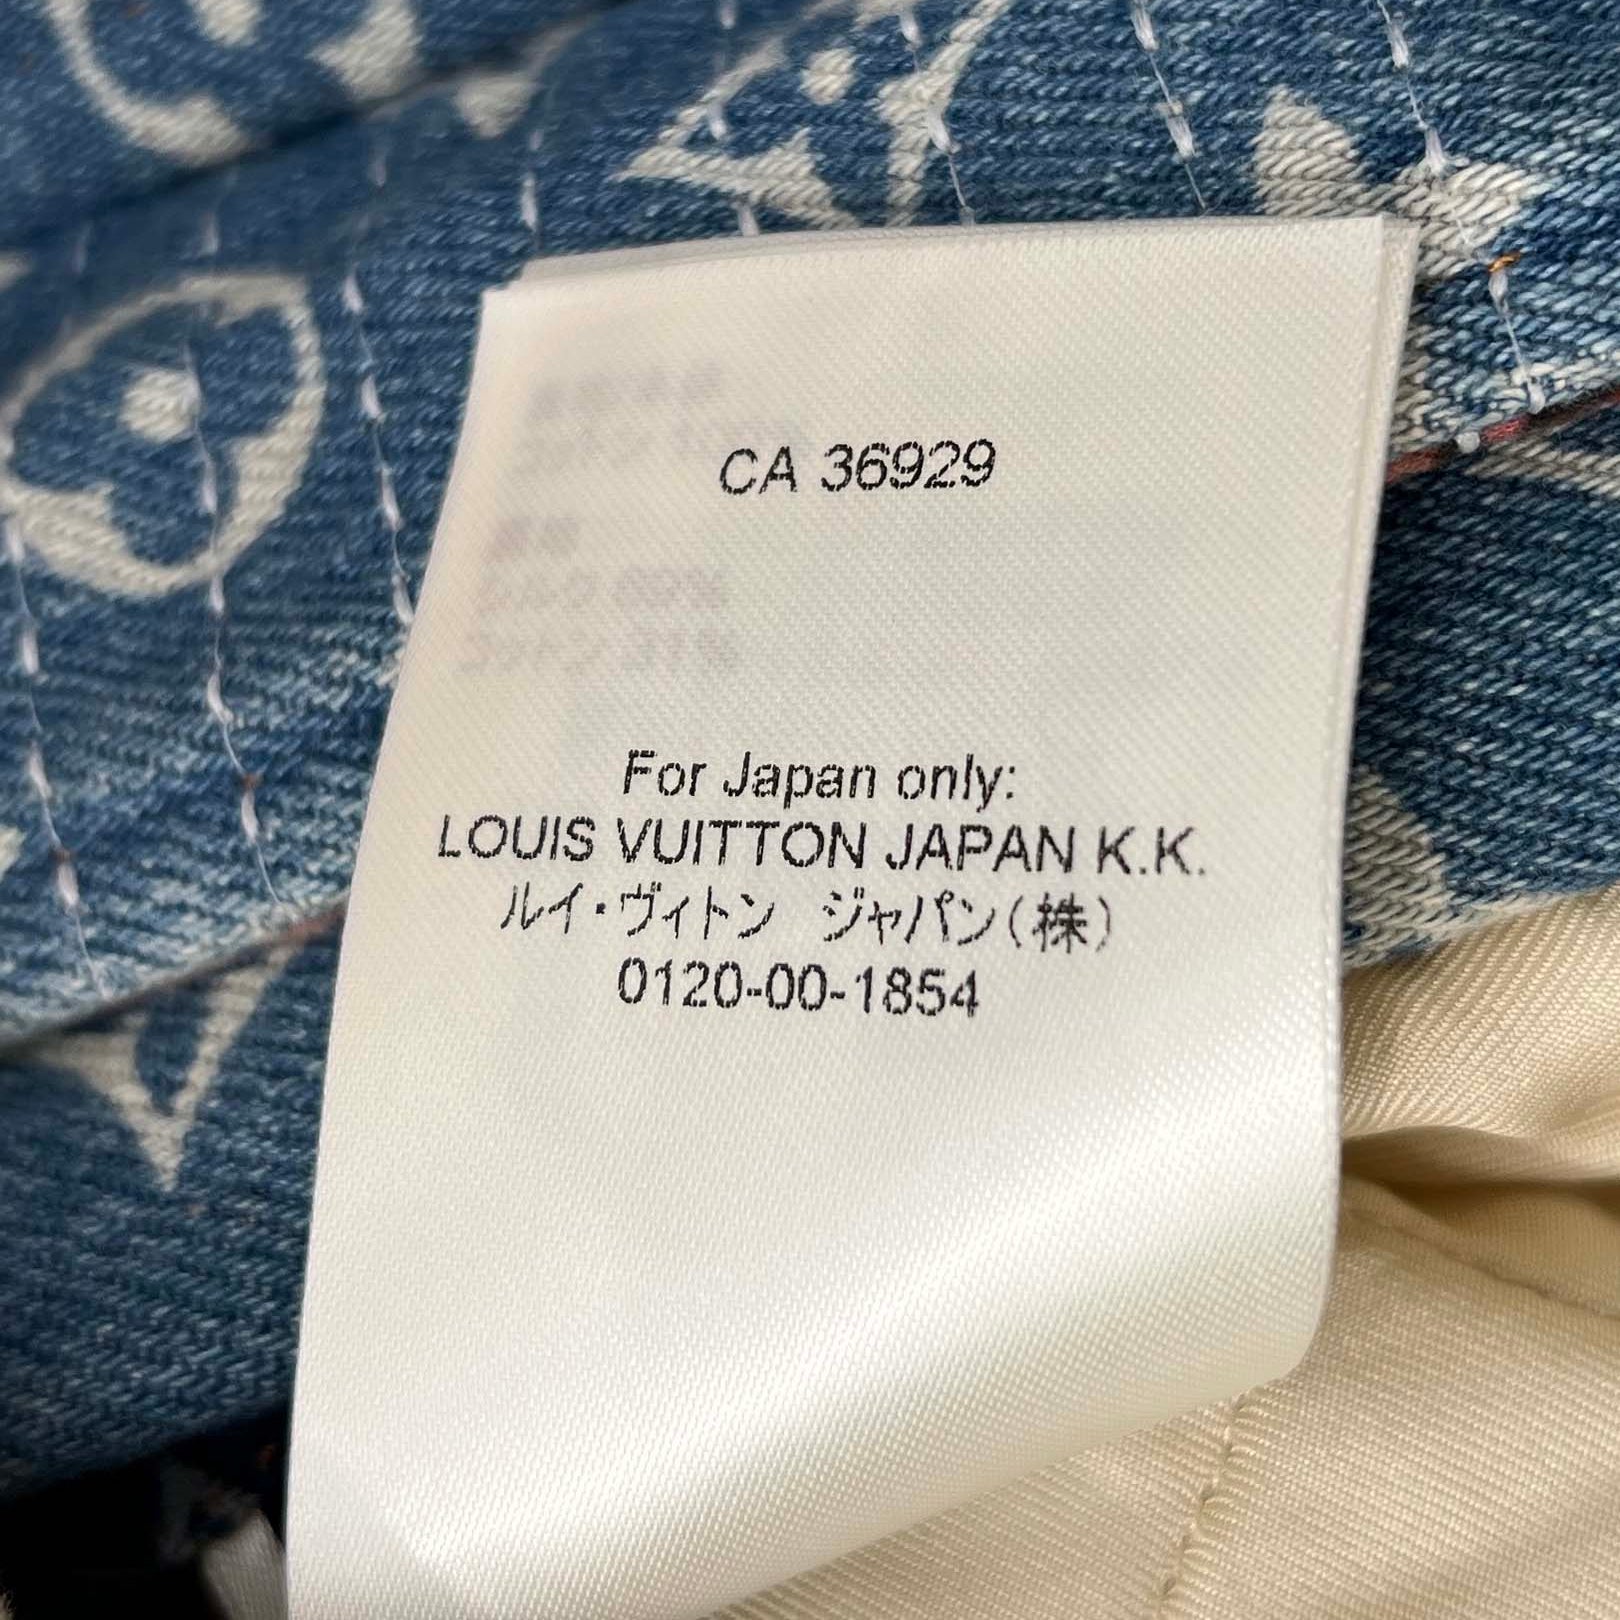 CA 36929
For Japan only:
LOUIS VUITTON JAPAN K.K.
ルイ・ヴィトン ジャパン(株)
0120-00-1854